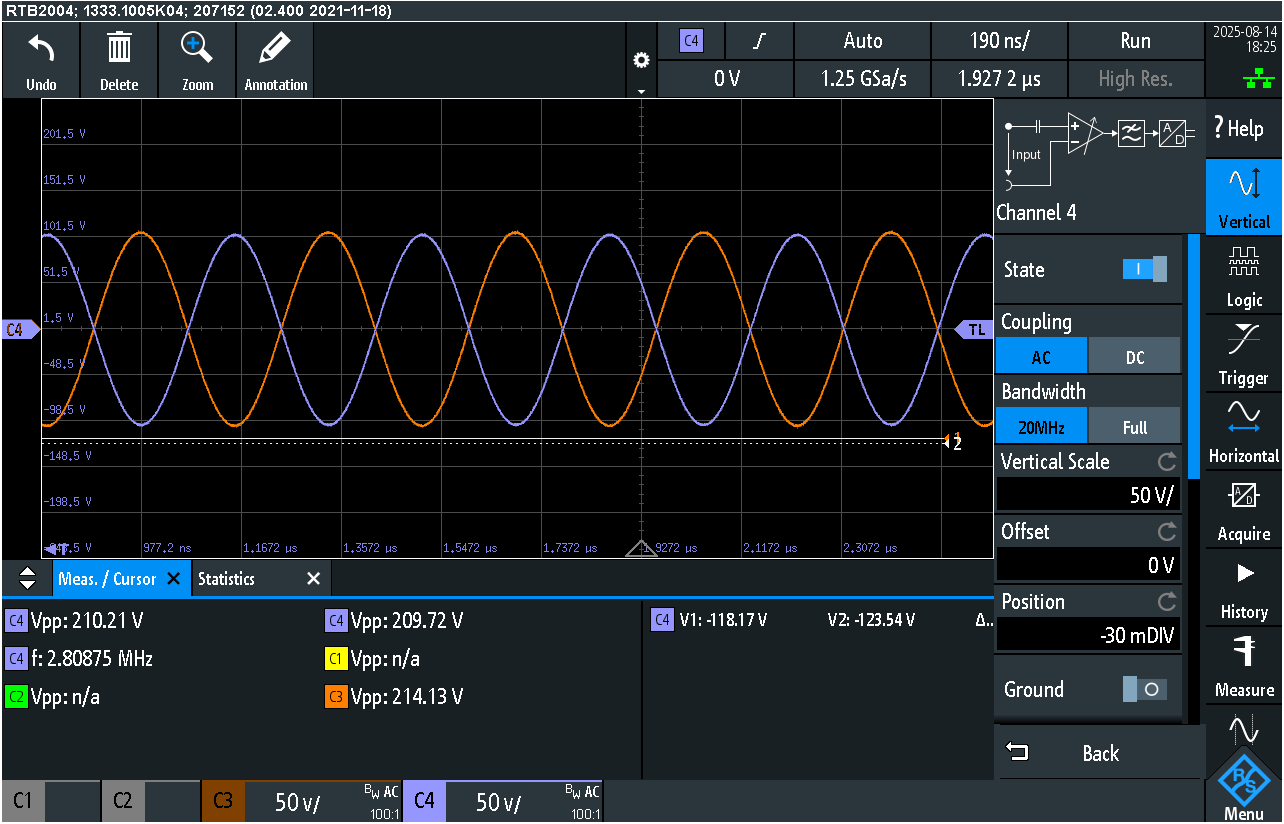 RTB2004; 1333.1005K04; 207152 (02.400 2021-11-18)
Undo
Delete
Zoom
Annotation
C4
Auto
190 ns/
Run
0 V
1.25 GSa/s
1.927 2 µs
High Res.
2025-08-14
18:25
201.5 V
151.5 V
101.5 V
51.5 V
1.5 V
-48.5 V
-98.5 V
-148.5 V
-198.5 V
C4
TL
1
2
T
977.2 ns
1.1672 µs
1.3572 µs
1.5472 µs
1.7372 µs
1.9272 µs
2.1172 µs
2.3072 µs
Input
A
D
Channel 4
State
I
Coupling
AC
DC
Bandwidth
20MHz
Full
Vertical Scale
50 V/
Offset
0 V
Position
-30 mDIV
Ground
O
Back
? Help
Vertical
Logic
Trigger
Horizontal
A
D
Acquire
History
Measure
R/S
Menu
Meas. / Cursor
Statistics
C4 Vpp: 210.21 V
C4 Vpp: 209.72 V
C4 f: 2.80875 MHz
C1 Vpp: n/a
C2 Vpp: n/a
C3 Vpp: 214.13 V
C4 V1: -118.17 V
V2: -123.54 V
Δ..
C1
C2
C3
50 V/
BW AC
100:1
C4
50 V/
BW AC
100:1